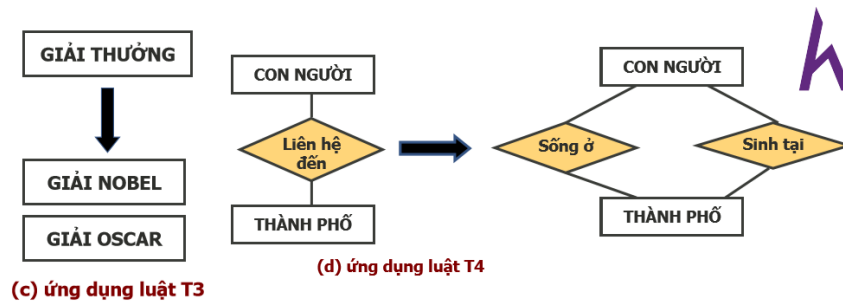 GIẢI THƯỞNG
GIẢI NOBEL
GIẢI OSCAR
(c) ứng dụng luật T3
CON NGƯỜI
Liên hệ
đến
THÀNH PHỐ
CON NGƯỜI
Sống ở
Sinh tại
THÀNH PHỐ
(d) ứng dụng luật T4